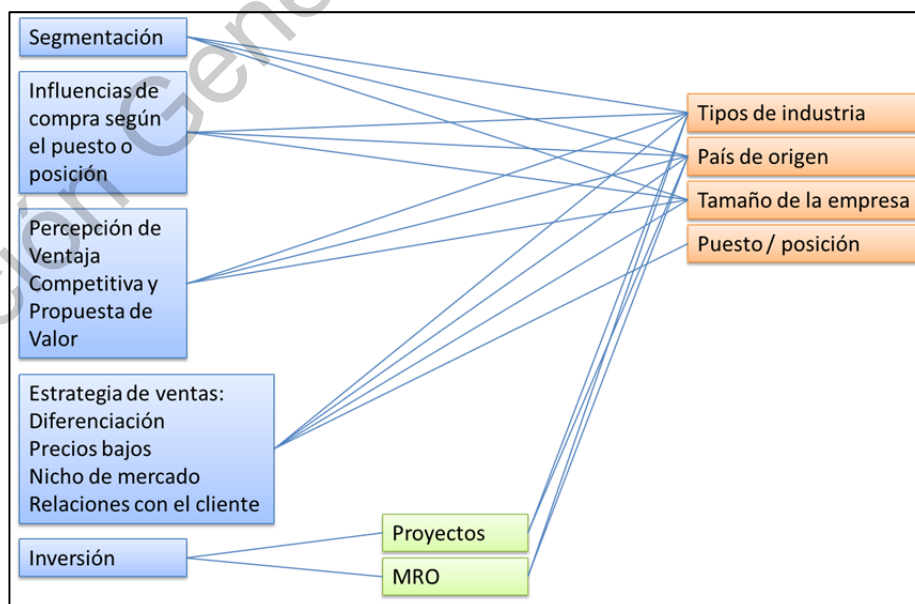 Segmentación
Influencias de
compra según
el puesto o
posición
Percepción de
Ventaja
Competitiva y
Propuesta de
Valor
Estrategia de ventas:
Diferenciación
Precios bajos
Nicho de mercado
Relaciones con el cliente
Inversión
Proyectos
MRO
Tipos de industria
País de origen
Tamaño de la empresa
Puesto / posición